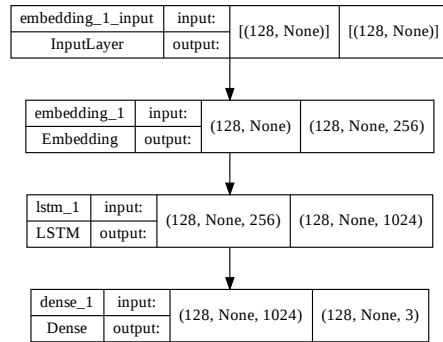 embedding_1_input input: [(128, None)] [(128, None)]
InputLayer output:
embedding_1 input: (128, None) (128, None, 256)
Embedding output:
lstm_1 input: (128, None, 256) (128, None, 1024)
LSTM output:
dense_1 input: (128, None, 1024) (128, None, 3)
Dense output: